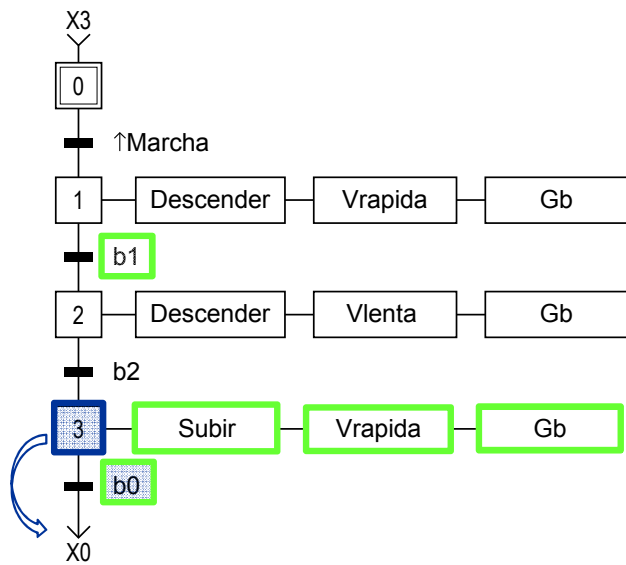 X3
0
↑Marcha
1 Descender Vrapida Gb
b1
2 Descender Vlenta Gb
b2
3 Subir Vrapida Gb
b0
X0